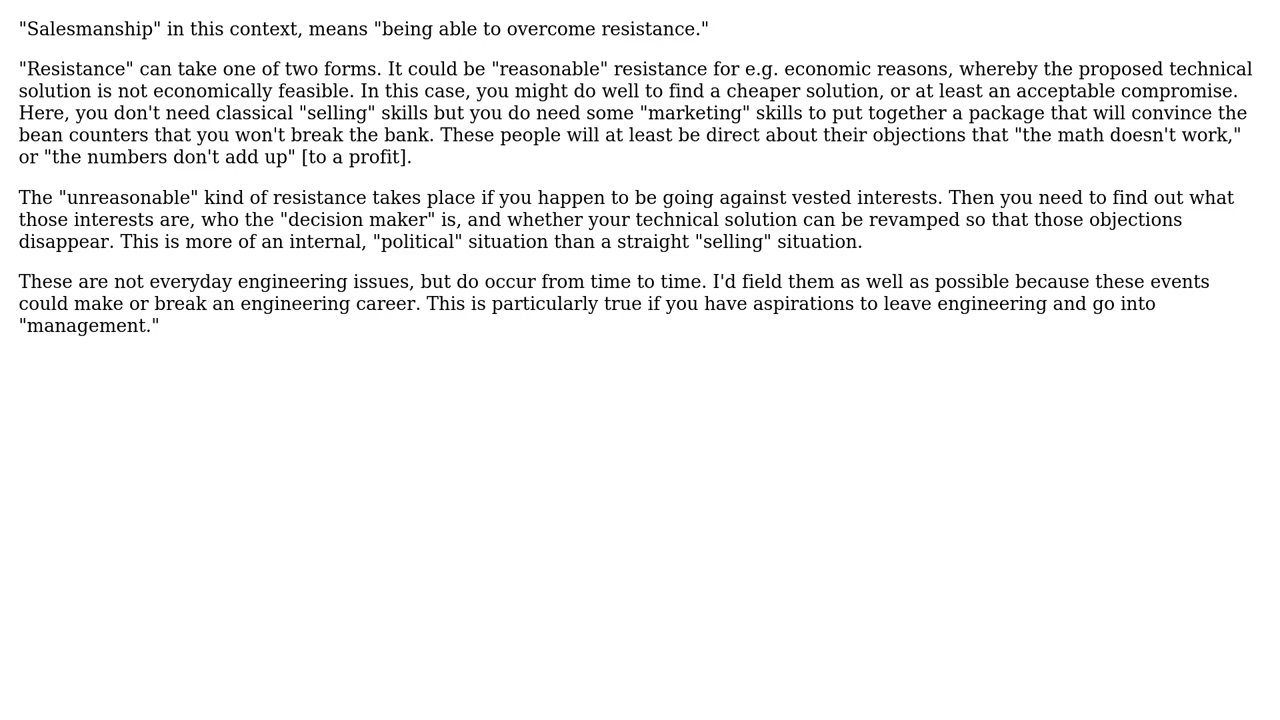 "Salesmanship" in this context, means "being able to overcome resistance."
"Resistance" can take one of two forms. It could be "reasonable" resistance for e.g. economic reasons, whereby the proposed technical
solution is not economically feasible. In this case, you might do well to find a cheaper solution, or at least an acceptable compromise.
Here, you don't need classical "selling" skills but you do need some "marketing" skills to put together a package that will convince the
bean counters that you won't break the bank. These people will at least be direct about their objections that "the math doesn't work,"
or "the numbers don't add up" [to a profit].
The "unreasonable" kind of resistance takes place if you happen to be going against vested interests. Then you need to find out what
those interests are, who the "decision maker" is, and whether your technical solution can be revamped so that those objections
disappear. This is more of an internal, "political" situation than a straight "selling" situation.
These are not everyday engineering issues, but do occur from time to time. I'd field them as well as possible because these events
could make or break an engineering career. This is particularly true if you have aspirations to leave engineering and go into
"management."